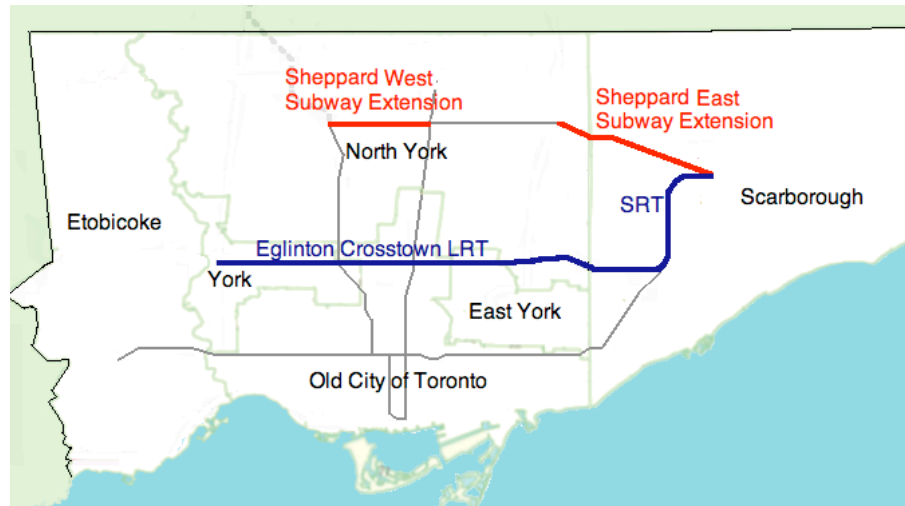 Sheppard West
Subway Extension
Sheppard East
Subway Extension
North York
Etobicoke
SRT
Scarborough
Eglinton Crosstown LRT
York
East York
Old City of Toronto